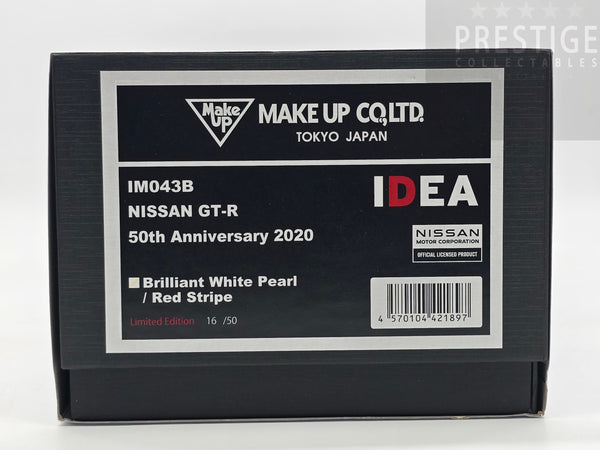 PRESTIGE
COLLECTABLES
Make Up
MAKE UP CO.,LTD.
TOKYO JAPAN
IM043B
NISSAN GT-R
50th Anniversary 2020
IDEA
NISSAN
MOTOR CORPORATION
OFFICIAL LICENSED PRODUCT
Brilliant White Pearl
/ Red Stripe
Limited Edition 16 /50
4 570104 421897